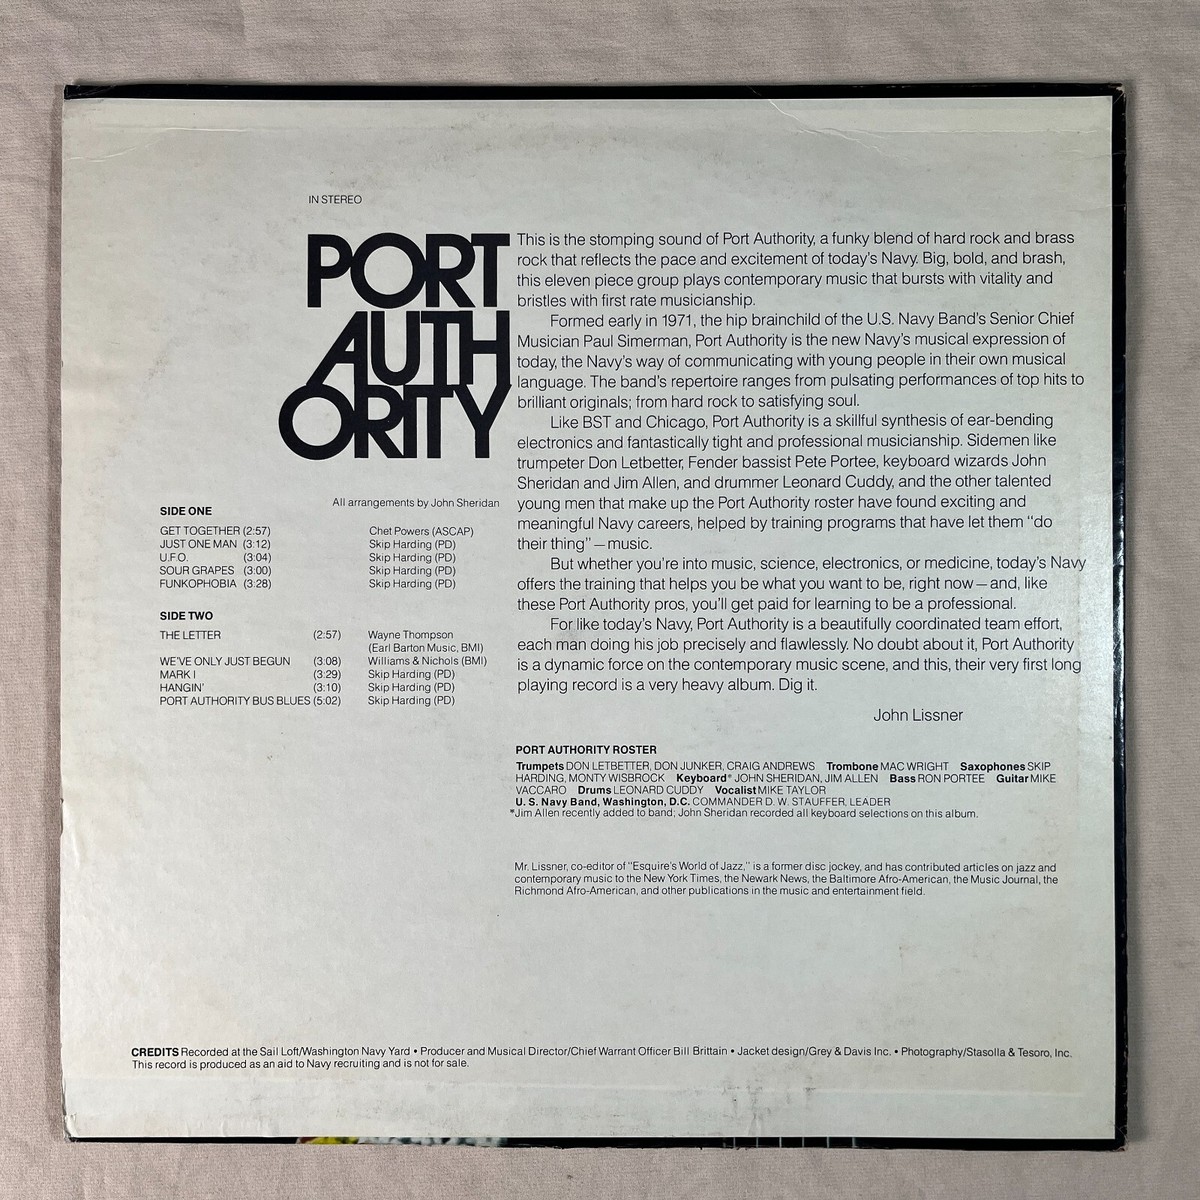 IN STEREO
PORT
AUTH
ORITY
All arrangements by John Sheridan
SIDE ONE
GET TOGETHER (2:57) Chet Powers (ASCAP)
JUST ONE MAN (3:12) Skip Harding (PD)
U.F.O. (3:04) Skip Harding (PD)
SOUR GRAPES (3:00) Skip Harding (PD)
FUNKOPHOBIA (3:28) Skip Harding (PD)
SIDE TWO
THE LETTER (2:57) Wayne Thompson
(Earl Barton Music, BMI)
WE'VE ONLY JUST BEGUN (3:08) Williams & Nichols (BMI)
MARK I (3:29) Skip Harding (PD)
HANGIN' (3:10) Skip Harding (PD)
PORT AUTHORITY BUS BLUES (5:02) Skip Harding (PD)
This is the stomping sound of Port Authority, a funky blend of hard rock and brass
rock that reflects the pace and excitement of today's Navy. Big, bold, and brash,
this eleven piece group plays contemporary music that bursts with vitality and
bristles with first rate musicianship.
Formed early in 1971, the hip brainchild of the U.S. Navy Band's Senior Chief
Musician Paul Simerman, Port Authority is the new Navy's musical expression of
today, the Navy's way of communicating with young people in their own musical
language. The band's repertoire ranges from pulsating performances of top hits to
brilliant originals; from hard rock to satisfying soul.
Like BST and Chicago, Port Authority is a skillful synthesis of ear-bending
electronics and fantastically tight and professional musicianship. Sidemen like
trumpeter Don Letbetter, Fender bassist Pete Portee, keyboard wizards John
Sheridan and Jim Allen, and drummer Leonard Cuddy, and the other talented
young men that make up the Port Authority roster have found exciting and
meaningful Navy careers, helped by training programs that have let them "do
their thing"—music.
But whether you're into music, science, electronics, or medicine, today's Navy
offers the training that helps you be what you want to be, right now—and, like
these Port Authority pros, you'll get paid for learning to be a professional.
For like today's Navy, Port Authority is a beautifully coordinated team effort,
each man doing his job precisely and flawlessly. No doubt about it, Port Authority
is a dynamic force on the contemporary music scene, and this, their very first long
playing record is a very heavy album. Dig it.
John Lissner
PORT AUTHORITY ROSTER
Trumpets DON LETBETTER, DON JUNKER, CRAIG ANDREWS Trombone MAC WRIGHT Saxophones SKIP
HARDING, MONTY WISBROCK Keyboard* JOHN SHERIDAN, JIM ALLEN Bass RON PORTEE Guitar MIKE
VACCARO Drums LEONARD CUDDY Vocalist MIKE TAYLOR
U. S. Navy Band, Washington, D.C. COMMANDER D. W. STAUFFER, LEADER
*Jim Allen recently added to band; John Sheridan recorded all keyboard selections on this album.
Mr. Lissner, co-editor of "Esquire's World of Jazz," is a former disc jockey, and has contributed articles on jazz and
contemporary music to the New York Times, the Newark News, the Baltimore Afro-American, the Music Journal, the
Richmond Afro-American, and other publications in the music and entertainment field.
CREDITS Recorded at the Sail Loft/Washington Navy Yard • Producer and Musical Director/Chief Warrant Officer Bill Brittain • Jacket design/Grey & Davis Inc. • Photography/Stasolla & Tesoro, Inc.
This record is produced as an aid to Navy recruiting and is not for sale.